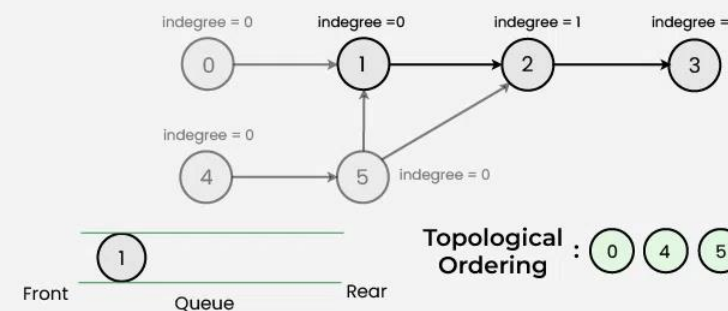 indegree = 0
indegree =0
indegree = 1
indegree =
0
1
2
3
indegree = 0
4
5
indegree = 0
Topological
Ordering
:
0
4
5
1
Front
Queue
Rear